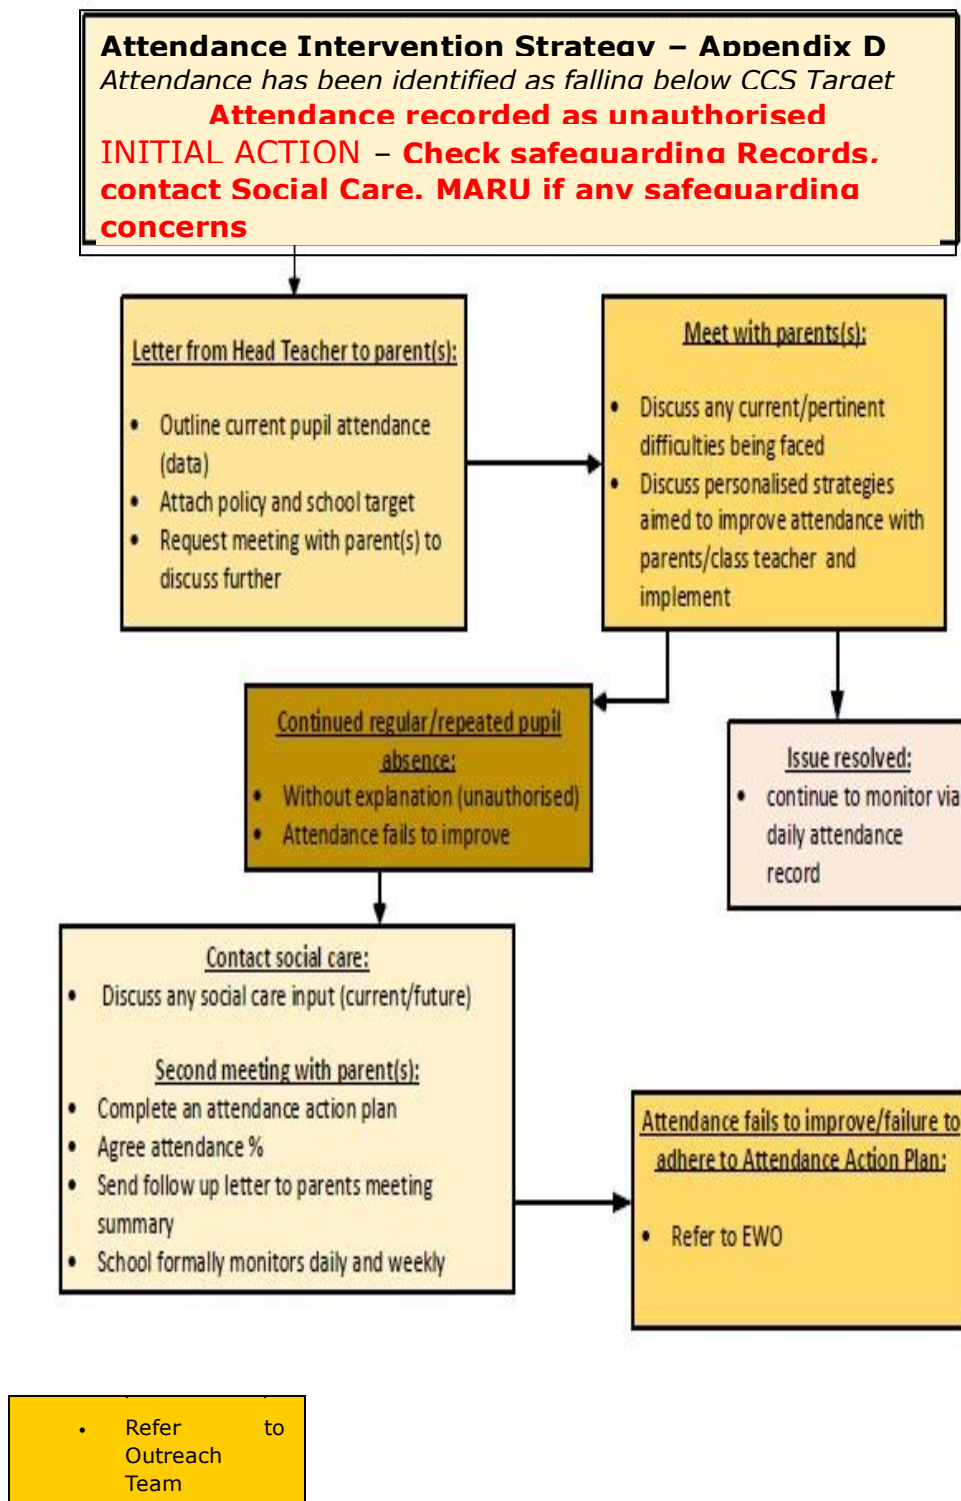 Attendance Intervention Strategy – Appendix D
Attendance has been identified as falling below CCS Target
Attendance recorded as unauthorised
INITIAL ACTION – Check safeguarding Records,
contact Social Care. MARU if any safeguarding
concerns
Letter from Head Teacher to parent(s):
• Outline current pupil attendance
(data)
• Attach policy and school target
• Request meeting with parent(s) to
discuss further
Meet with parents(s):
• Discuss any current/pertinent
difficulties being faced
• Discuss personalised strategies
aimed to improve attendance with
parents/class teacher and
implement
Continued regular/repeated pupil
absence:
• Without explanation (unauthorised)
• Attendance fails to improve
Issue resolved:
• continue to monitor via
daily attendance
record
Contact social care:
• Discuss any social care input (current/future)
Second meeting with parent(s):
• Complete an attendance action plan
• Agree attendance %
• Send follow up letter to parents meeting
summary
• School formally monitors daily and weekly
Attendance fails to improve/failure to
adhere to Attendance Action Plan:
• Refer to EWO
• Refer to
Outreach
Team